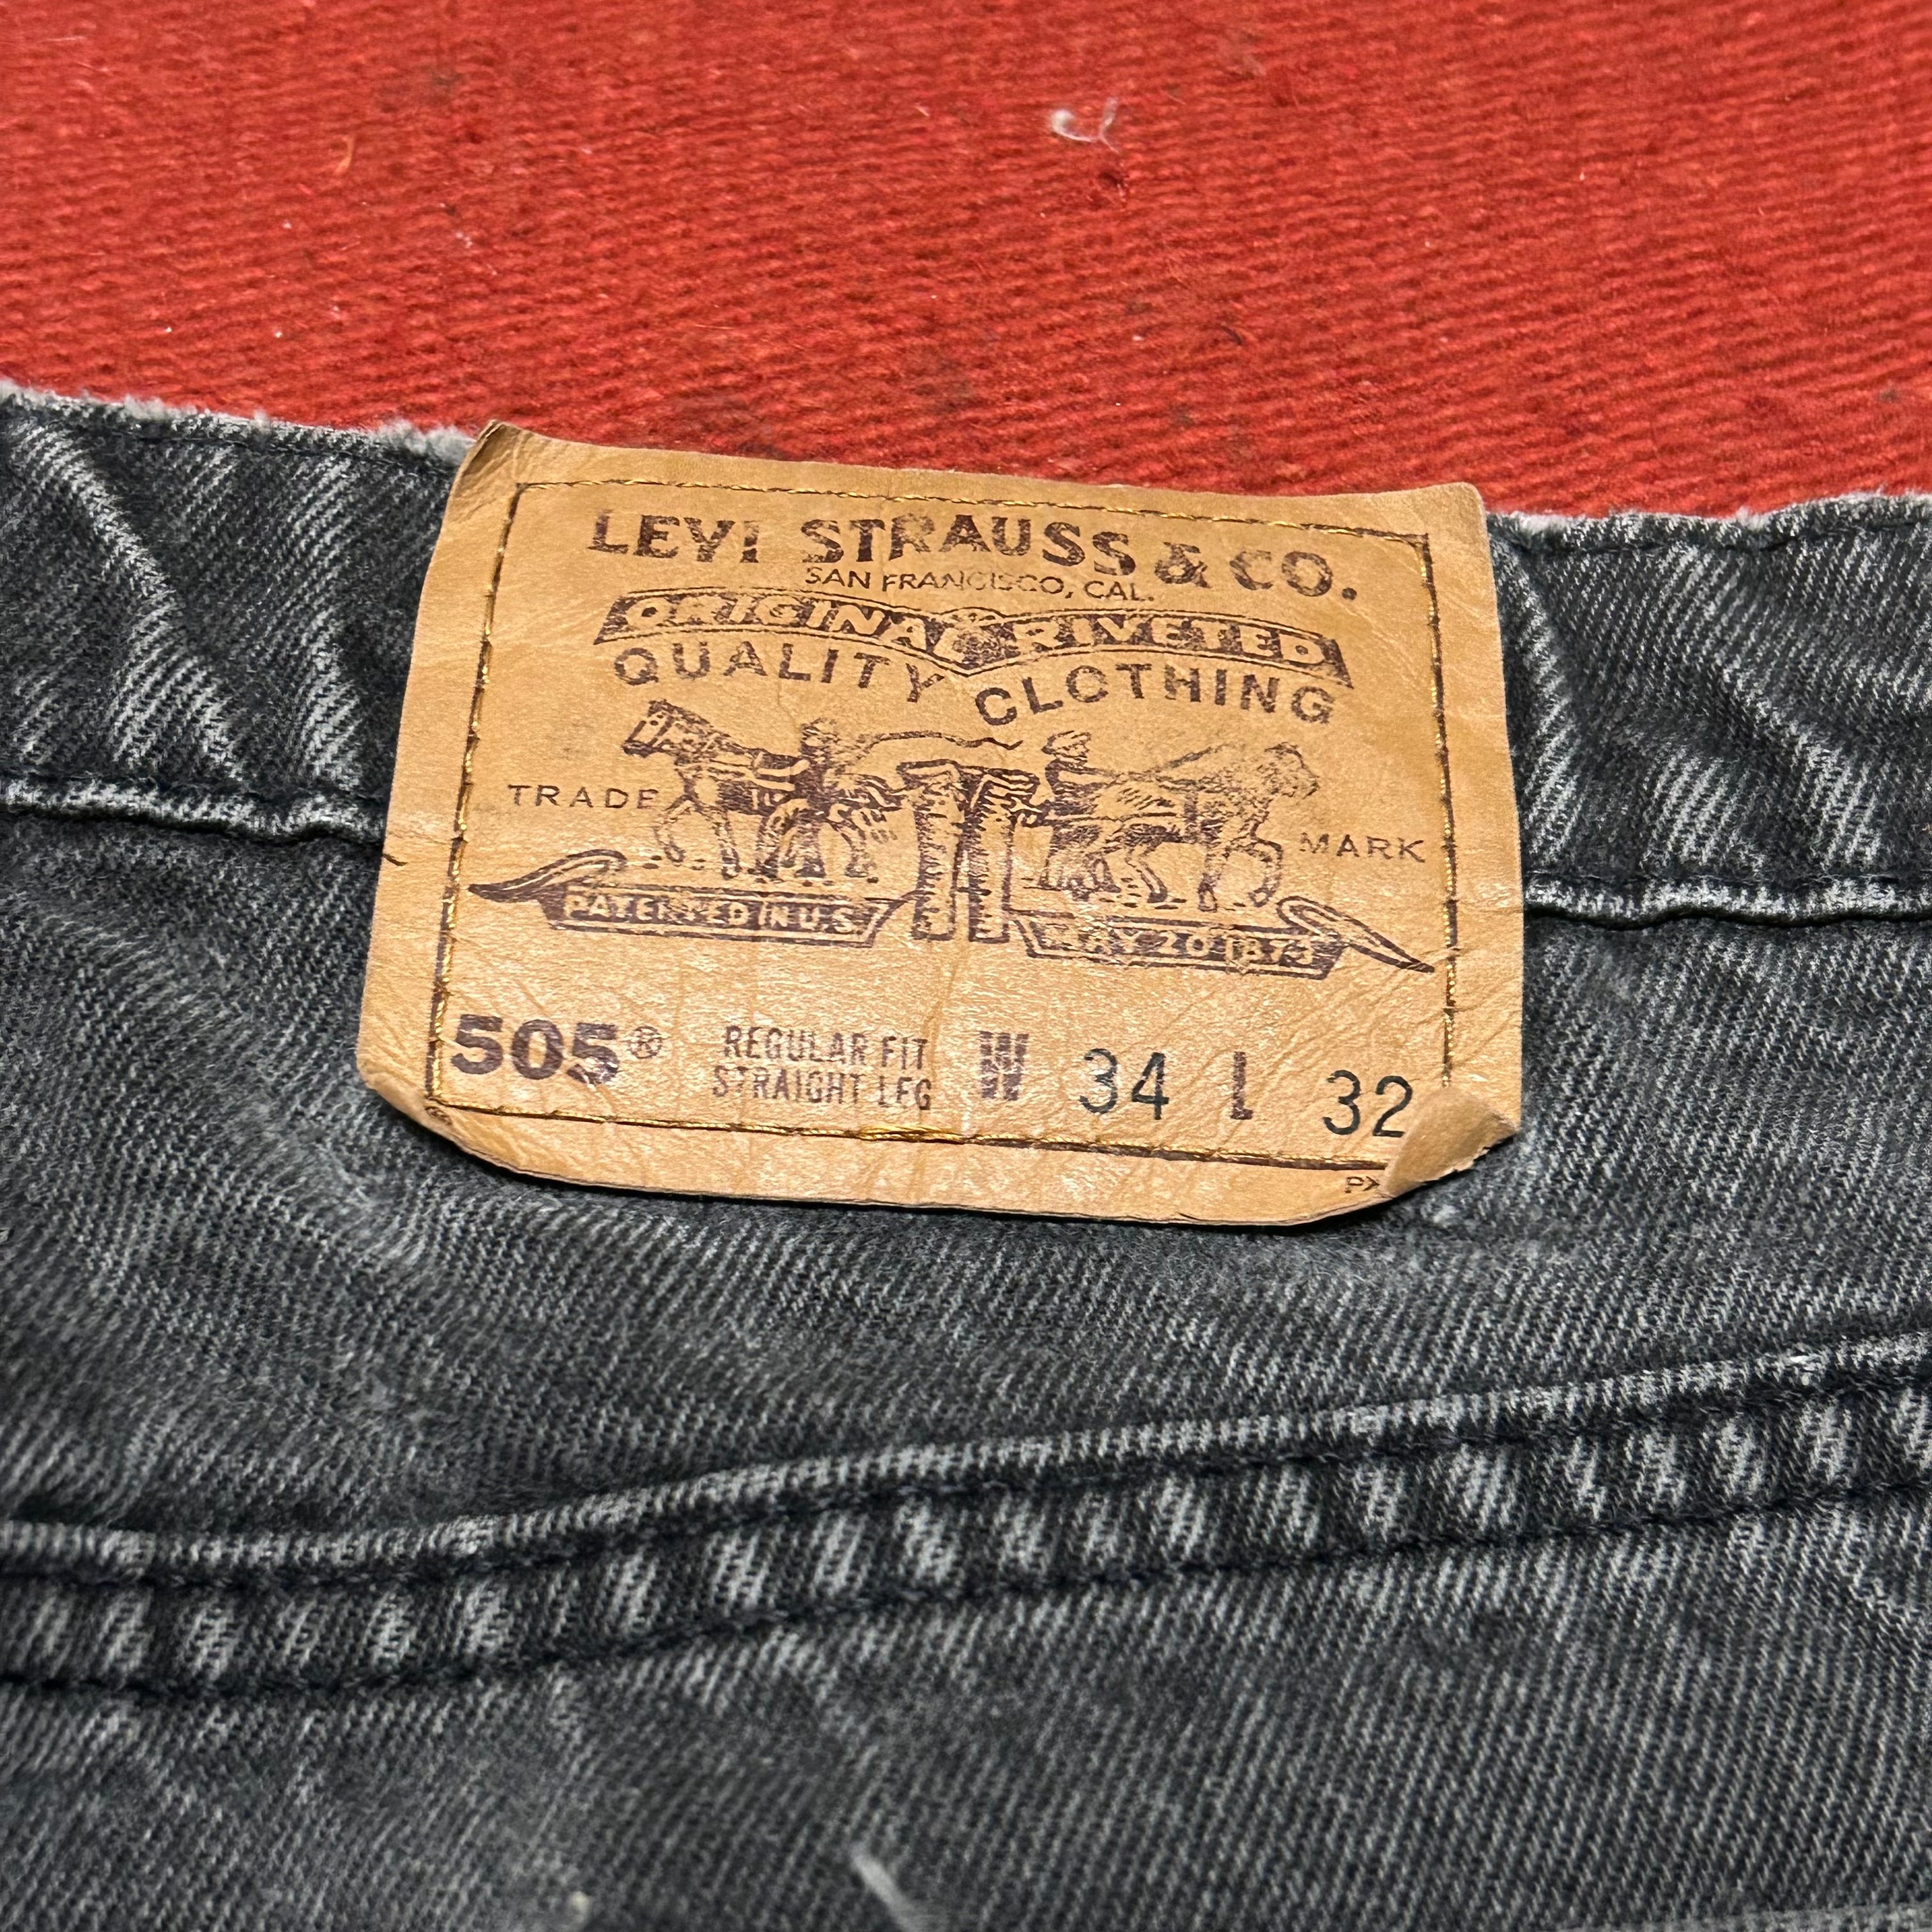 LEVI STRAUSS & CO.
SAN FRANCISCO, CAL.
ORIGINAL RIVETED
QUALITY CLOTHING
TRADE MARK
PATENTED IN U.S. MAY 20 1873
505® REGULAR FIT STRAIGHT LEG W 34 L 32